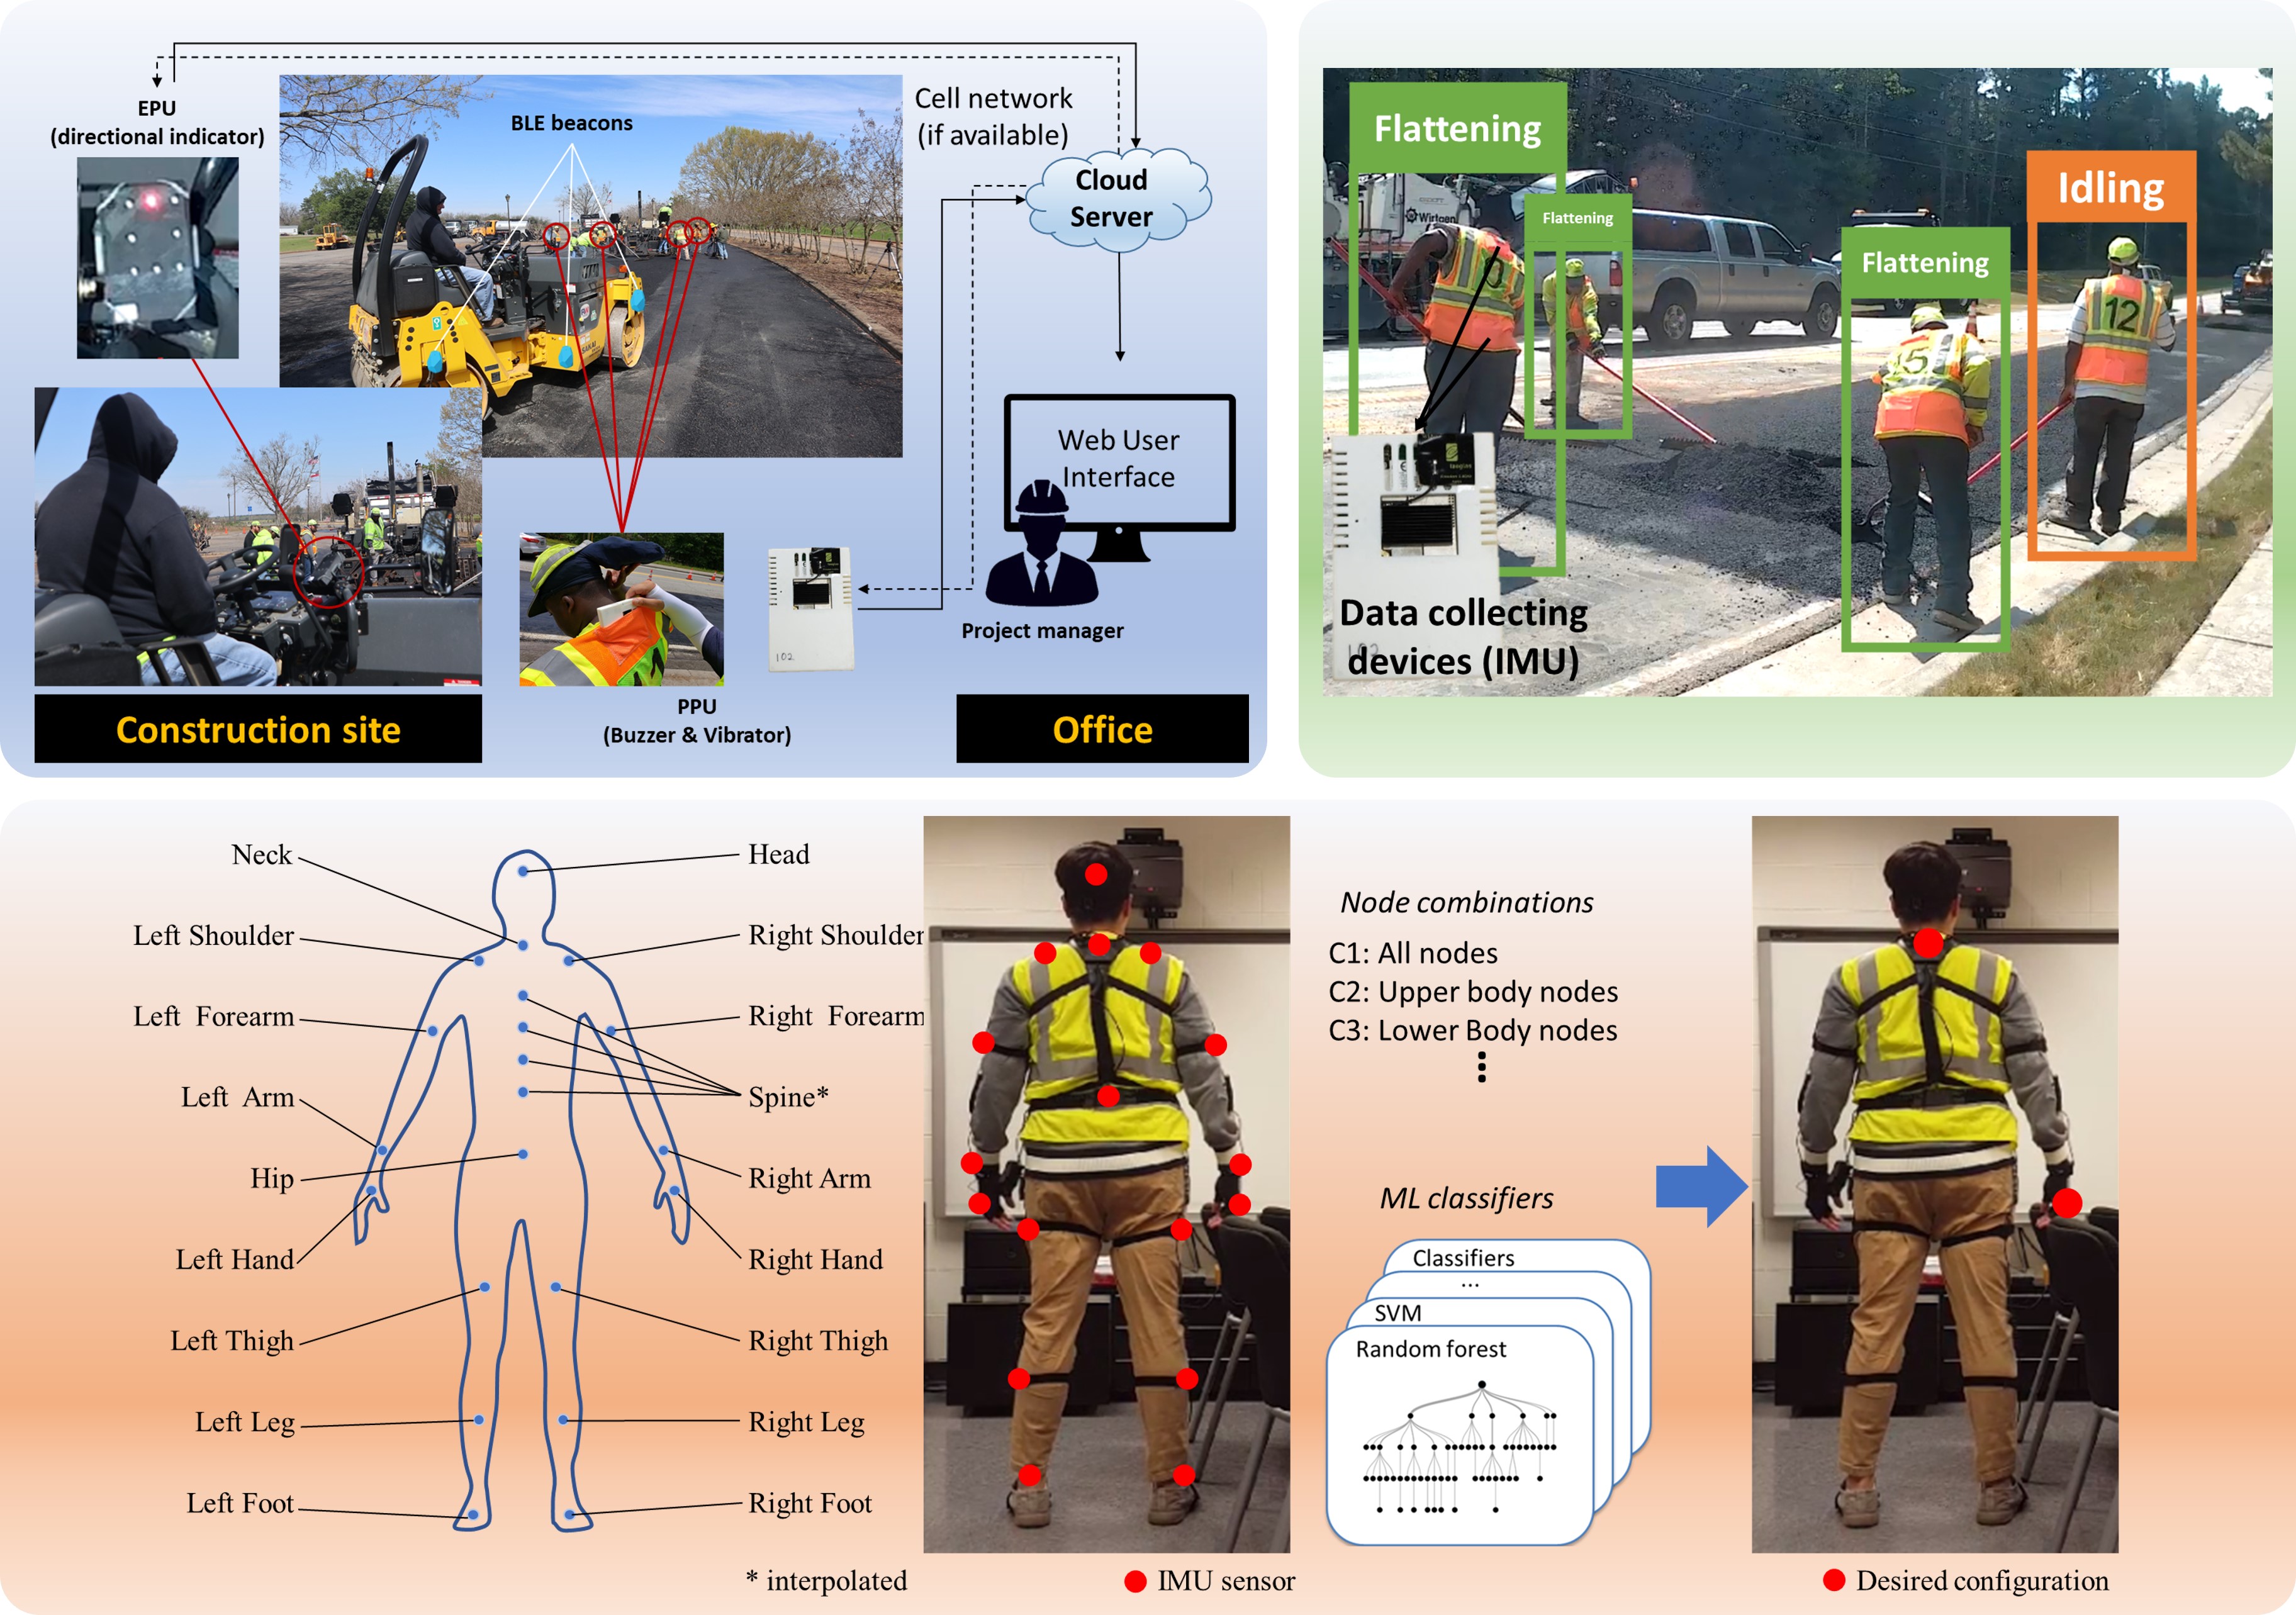 EPU
(directional indicator)
BLE beacons
Cell network
(if available)
Cloud
Server
Web User
Interface
Project manager
102
PPU
(Buzzer & Vibrator)
Construction site
Office
Flattening
Flattening
Flattening
Idling
Wirtgen
12
5
Data collecting
devices (IMU)
Neck
Head
Left Shoulder
Right Shoulder
Left Forearm
Right Forearm
Left Arm
Spine*
Hip
Right Arm
Left Hand
Right Hand
Left Thigh
Right Thigh
Left Leg
Right Leg
Left Foot
Right Foot
* interpolated
IMU sensor
Node combinations
C1: All nodes
C2: Upper body nodes
C3: Lower Body nodes
ML classifiers
Classifiers
...
SVM
Random forest
Desired configuration